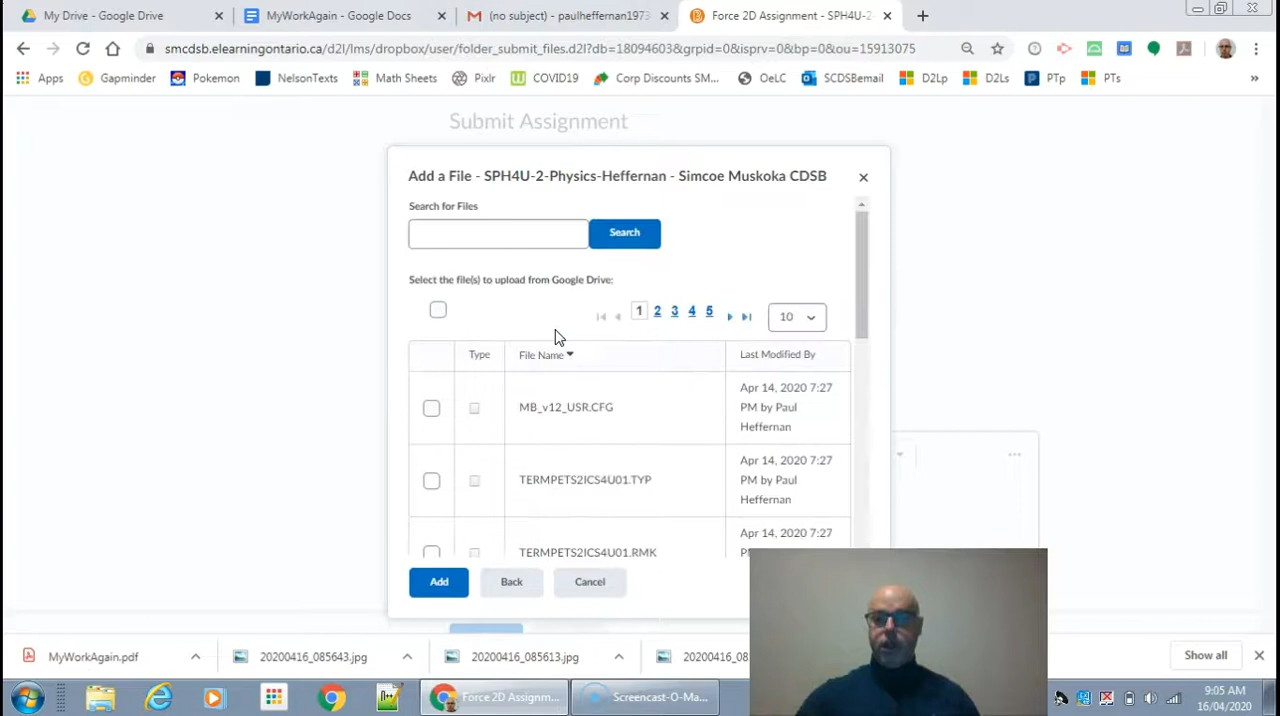 My Drive - Google Drive
MyWorkAgain - Google Docs
(no subject) - paulheffernan1973
Force 2D Assignment - SPH4U-2-
smcdsb.elearningontario.ca/d2l/lms/dropbox/user/folder_submit_files.d2l?db=18094603&grpid=0&isprv=0&bp=0&ou=15913075
Apps
Gapminder
Pokemon
NelsonTexts
Math Sheets
Pixlr
COVID19
Corp Discounts SM...
OeLC
SCDSBemail
D2Lp
D2Ls
PTp
PTs
»
Submit Assignment
Add a File - SPH4U-2-Physics-Heffernan - Simcoe Muskoka CDSB
Search for Files
Search
Select the file(s) to upload from Google Drive:
1 2 3 4 5
10
Type
File Name
Last Modified By
MB_v12_USR.CFG
Apr 14, 2020 7:27
PM by Paul
Heffernan
TERMPETS2ICS4U01.TYP
Apr 14, 2020 7:27
PM by Paul
Heffernan
TERMPETS2ICS4U01.RMK
Apr 14, 2020 7:27
Add
Back
Cancel
MyWorkAgain.pdf
20200416_085643.jpg
20200416_085613.jpg
20200416_085
Show all
Force 2D Assignm...
Screencast-O-Ma...
9:05 AM
16/04/2020